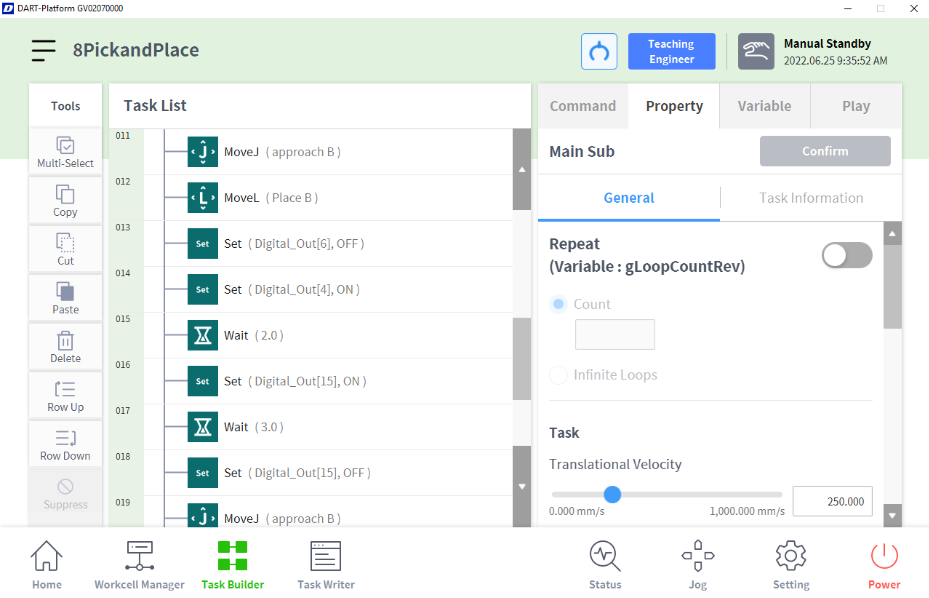 DART-Platform GV02070000
8PickandPlace
Teaching
Engineer
Manual Standby
2022.06.25 9:35:52 AM
Tools
Multi-Select
Copy
Cut
Paste
Delete
Row Up
Row Down
Suppress
Task List
011 MoveJ ( approach B )
012 MoveL ( Place B )
013 Set Set ( Digital_Out[6], OFF )
014 Set Set ( Digital_Out[4], ON )
015 Wait ( 2.0 )
016 Set Set ( Digital_Out[15], ON )
017 Wait ( 3.0 )
018 Set Set ( Digital_Out[15], OFF )
019 MoveJ ( approach B )
Command Property Variable Play
Main Sub Confirm
General Task Information
Repeat
(Variable : gLoopCountRev)
Count
Infinite Loops
Task
Translational Velocity
250.000
0.000 mm/s 1,000.000 mm/s
Home Workcell Manager Task Builder Task Writer Status Jog Setting Power